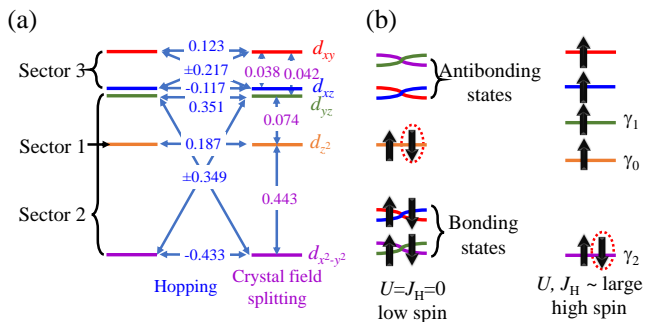 (a)
0.123
d_xy
Sector 3
±0.217
0.038
0.042
-0.117
d_xz
0.351
d_yz
0.074
Sector 1
0.187
d_z²
±0.349
0.443
Sector 2
-0.433
d_x²-y²
Hopping
Crystal field
splitting
(b)
Antibonding
states
γ₁
γ₀
Bonding
states
γ₂
U=J_H=0
low spin
U, J_H ~ large
high spin